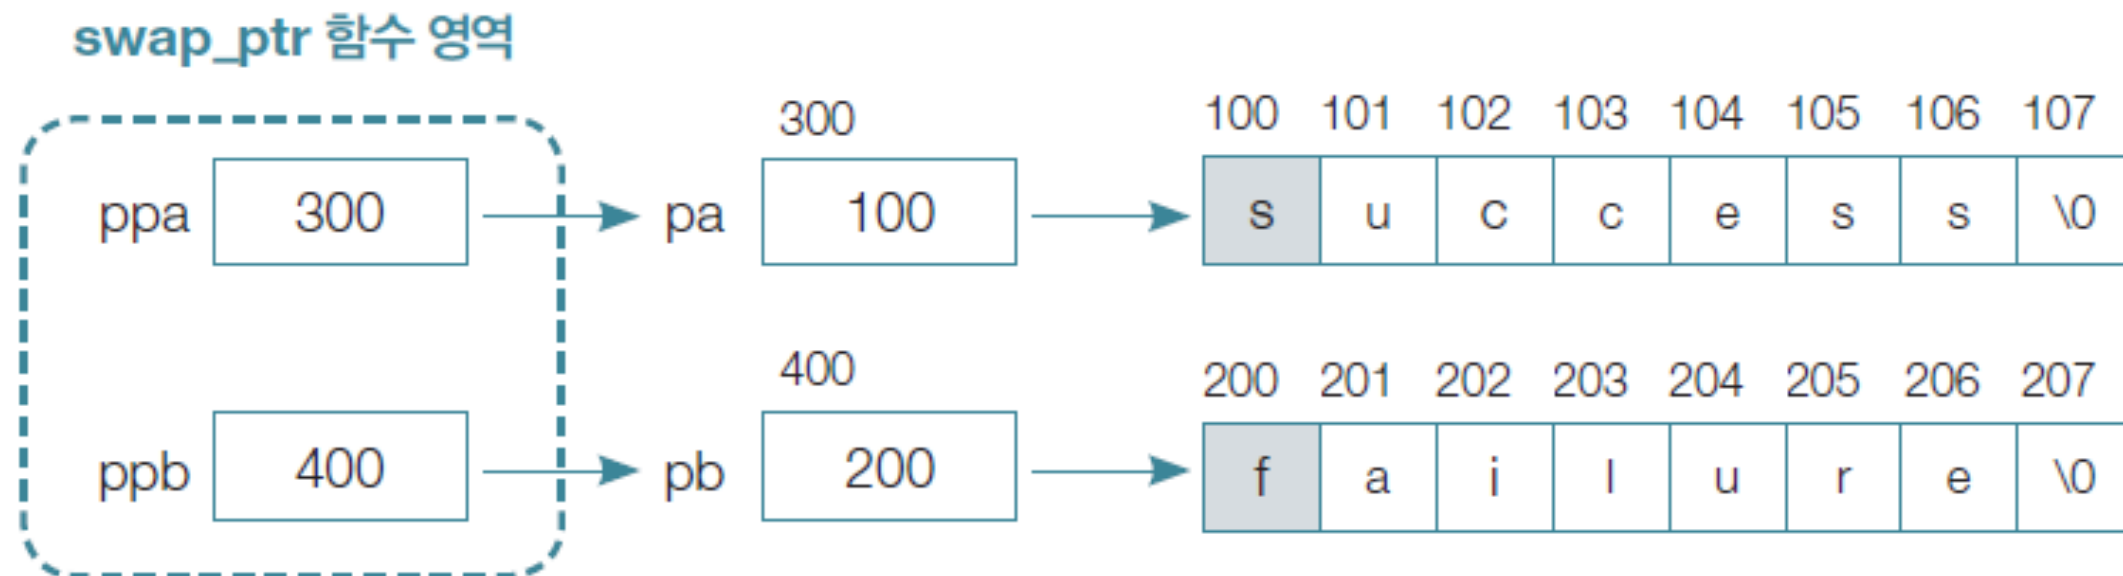 swap_ptr 함수 영역
300 100 101 102 103 104 105 106 107
ppa 300 pa 100 s u c c e s s \0
400 200 201 202 203 204 205 206 207
ppb 400 pb 200 f a i l u r e \0